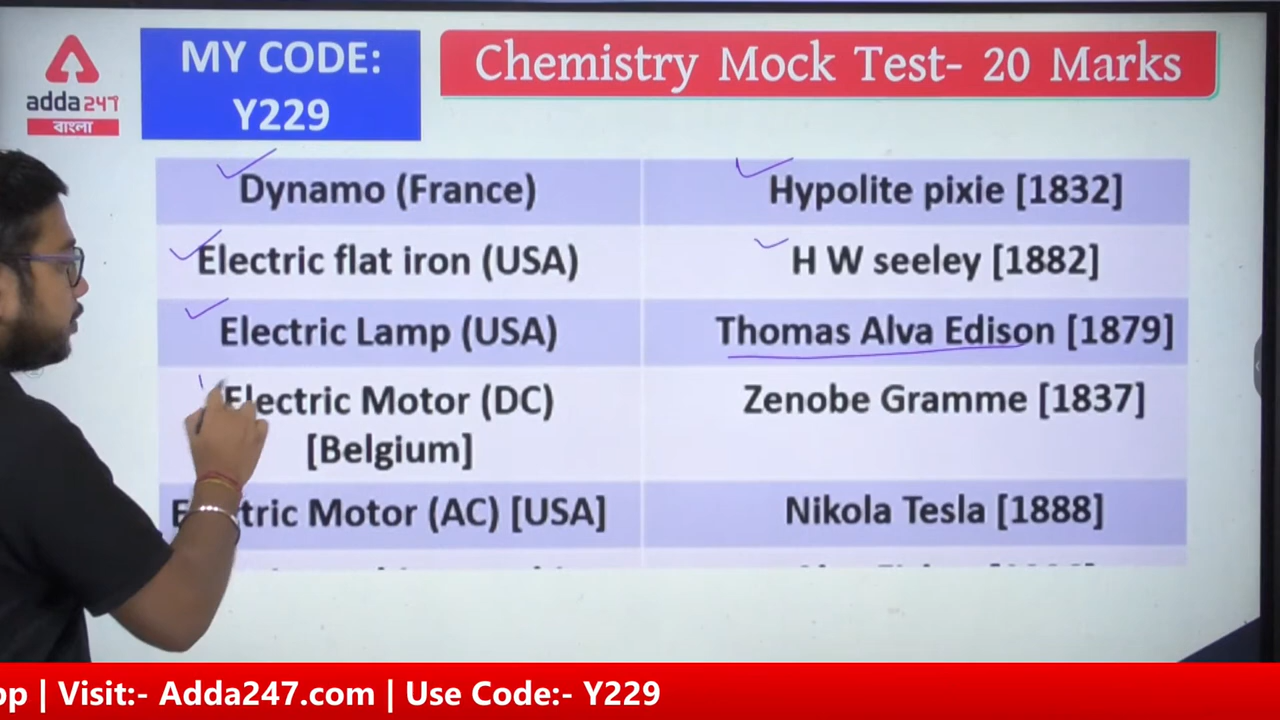 adda247
বাংলা
MY CODE:
Y229
Chemistry Mock Test- 20 Marks
Dynamo (France)
Hypolite pixie [1832]
Electric flat iron (USA)
H W seeley [1882]
Electric Lamp (USA)
Thomas Alva Edison [1879]
Electric Motor (DC)
[Belgium]
Zenobe Gramme [1837]
Motor (AC) [USA]
Nikola Tesla [1888]
| Visit:- Adda247.com | Use Code:- Y229